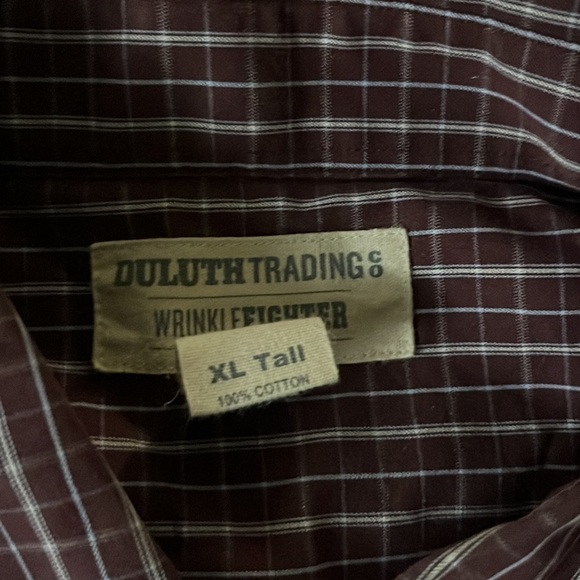 DULUTH TRADING CO
WRINKLEFIGHTER
XL Tall
100% COTTON